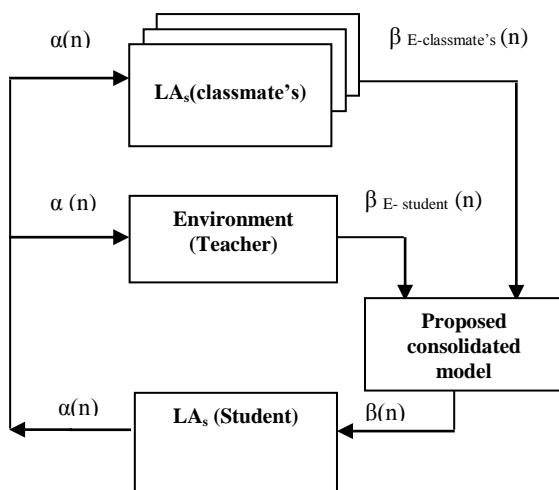 α(n)
β E-classmate’s (n)
LAs(classmate’s)
α (n)
β E- student (n)
Environment
(Teacher)
Proposed
consolidated
model
α(n)
LAs (Student)
β(n)